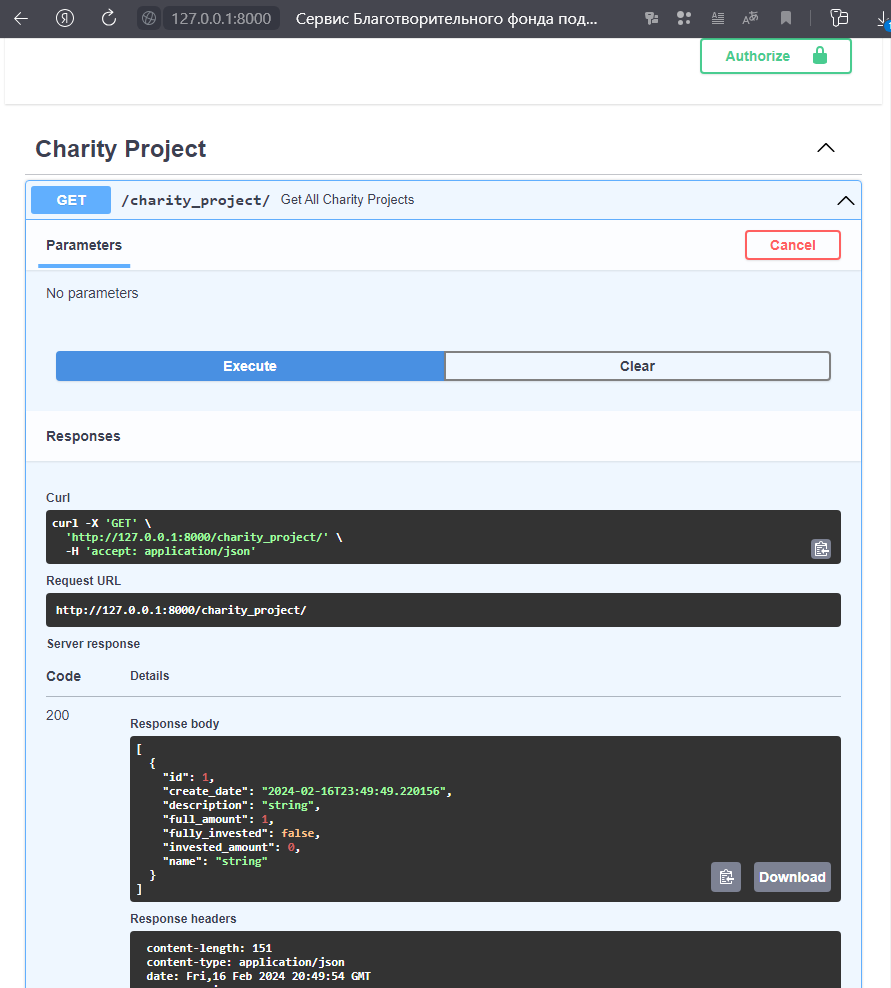 127.0.0.1:8000 Сервис Благотворительного фонда под...
Authorize
Charity Project
GET /charity_project/ Get All Charity Projects
Parameters Cancel
No parameters
Execute Clear
Responses
Curl
curl -X 'GET' \
'http://127.0.0.1:8000/charity_project/' \
-H 'accept: application/json'
Request URL
http://127.0.0.1:8000/charity_project/
Server response
Code Details
200
Response body
[
{
"id": 1,
"create_date": "2024-02-16T23:49:49.220156",
"description": "string",
"full_amount": 1,
"fully_invested": false,
"invested_amount": 0,
"name": "string"
}
]
Download
Response headers
content-length: 151
content-type: application/json
date: Fri,16 Feb 2024 20:49:54 GMT